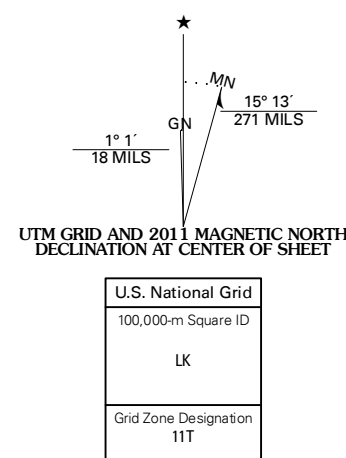 ★
MN
15° 13´
271 MILS
GN
1° 1´
18 MILS
UTM GRID AND 2011 MAGNETIC NORTH
DECLINATION AT CENTER OF SHEET
U.S. National Grid
100,000-m Square ID
LK
Grid Zone Designation
11T